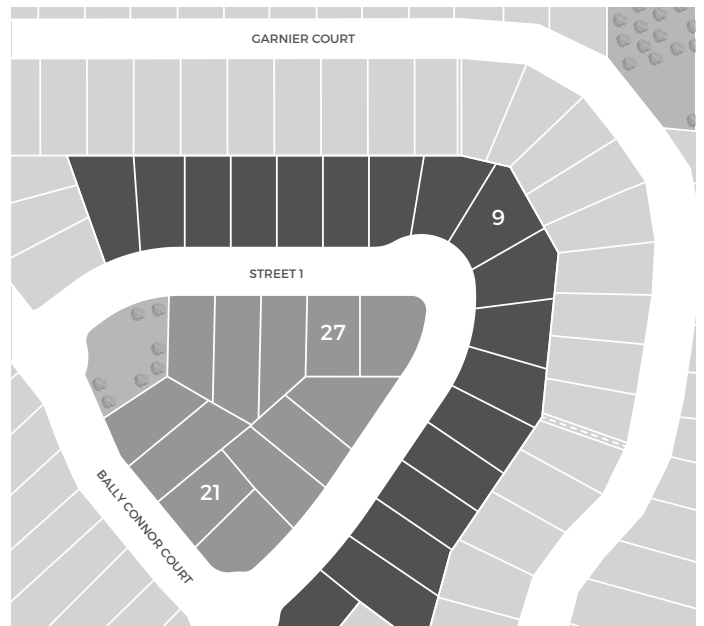 GARNIER COURT
9
STREET 1
27
21
BALLY CONNOR COURT